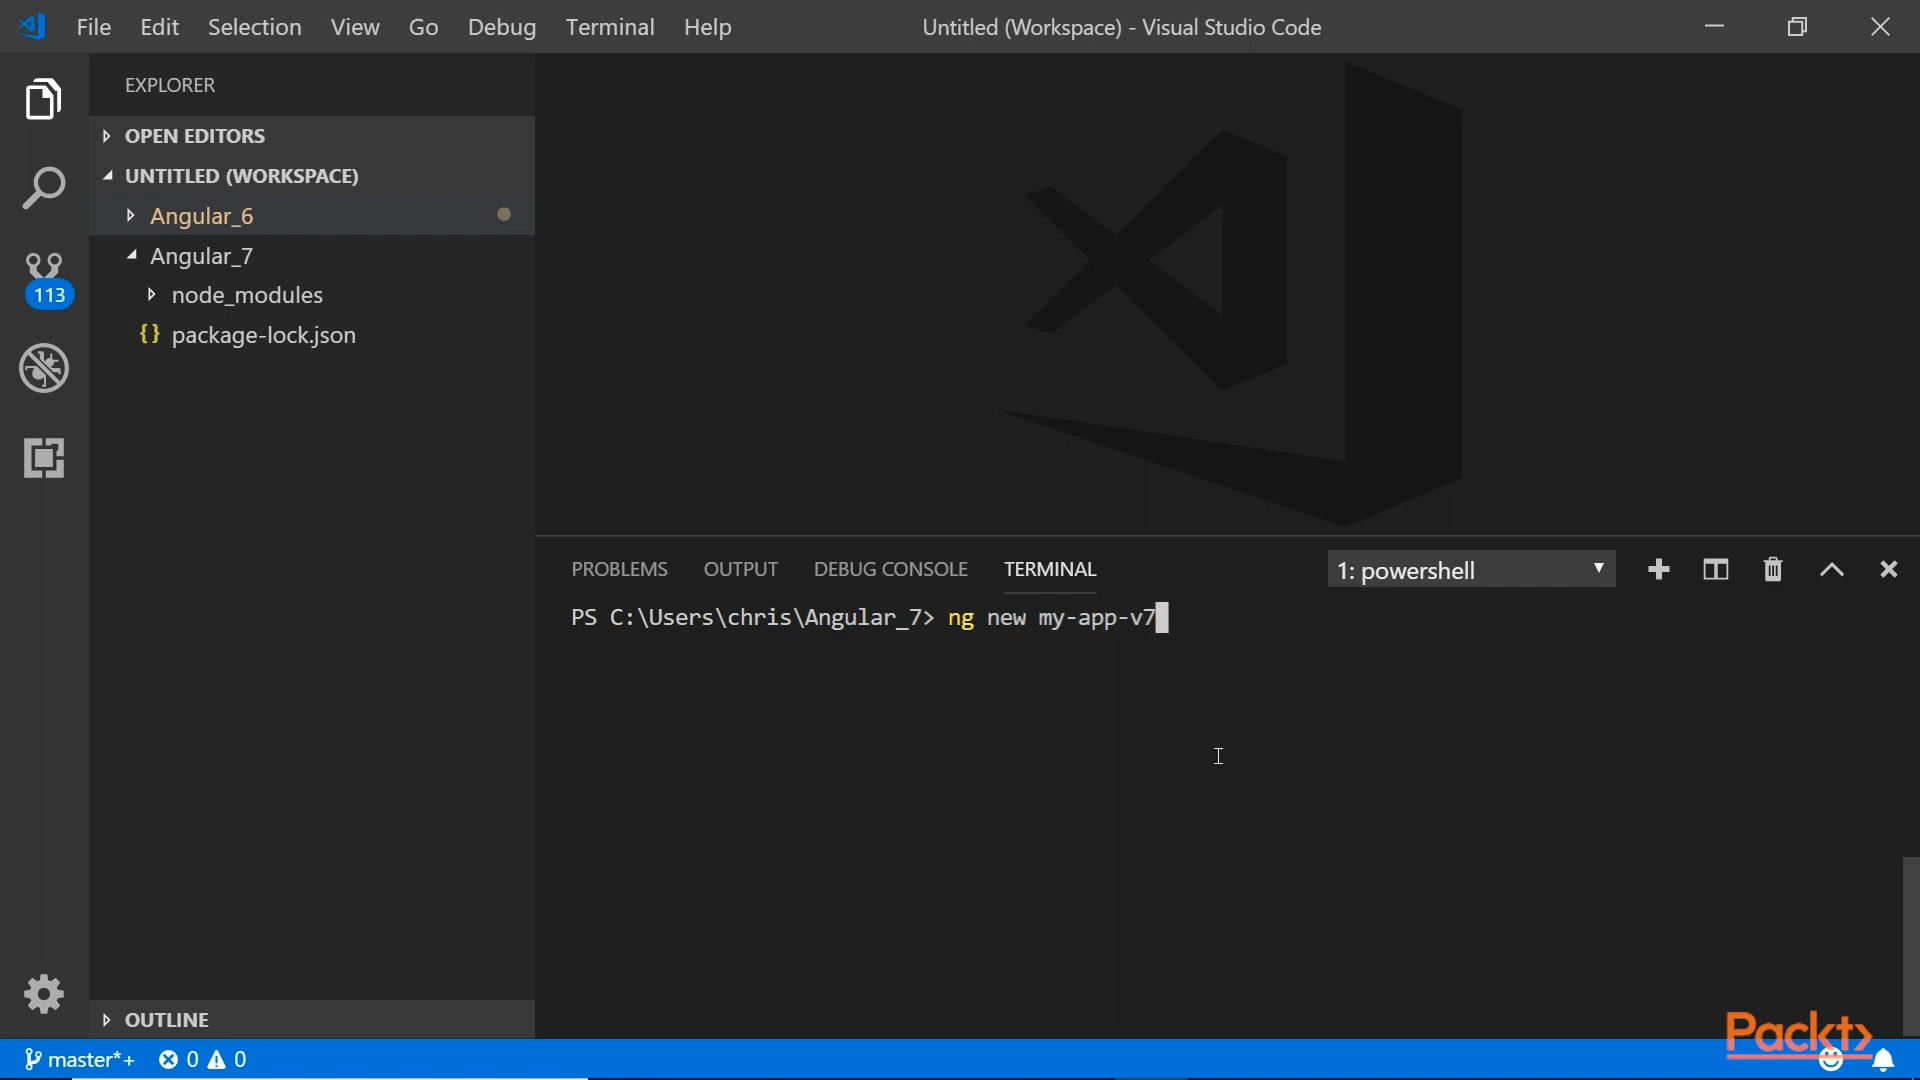 File Edit Selection View Go Debug Terminal Help
Untitled (Workspace) - Visual Studio Code
EXPLORER
OPEN EDITORS
UNTITLED (WORKSPACE)
Angular_6
Angular_7
node_modules
{} package-lock.json
113
PROBLEMS OUTPUT DEBUG CONSOLE TERMINAL
1: powershell
PS C:\Users\chris\Angular_7> ng new my-app-v7
OUTLINE
Packt>
master*+ 0 0